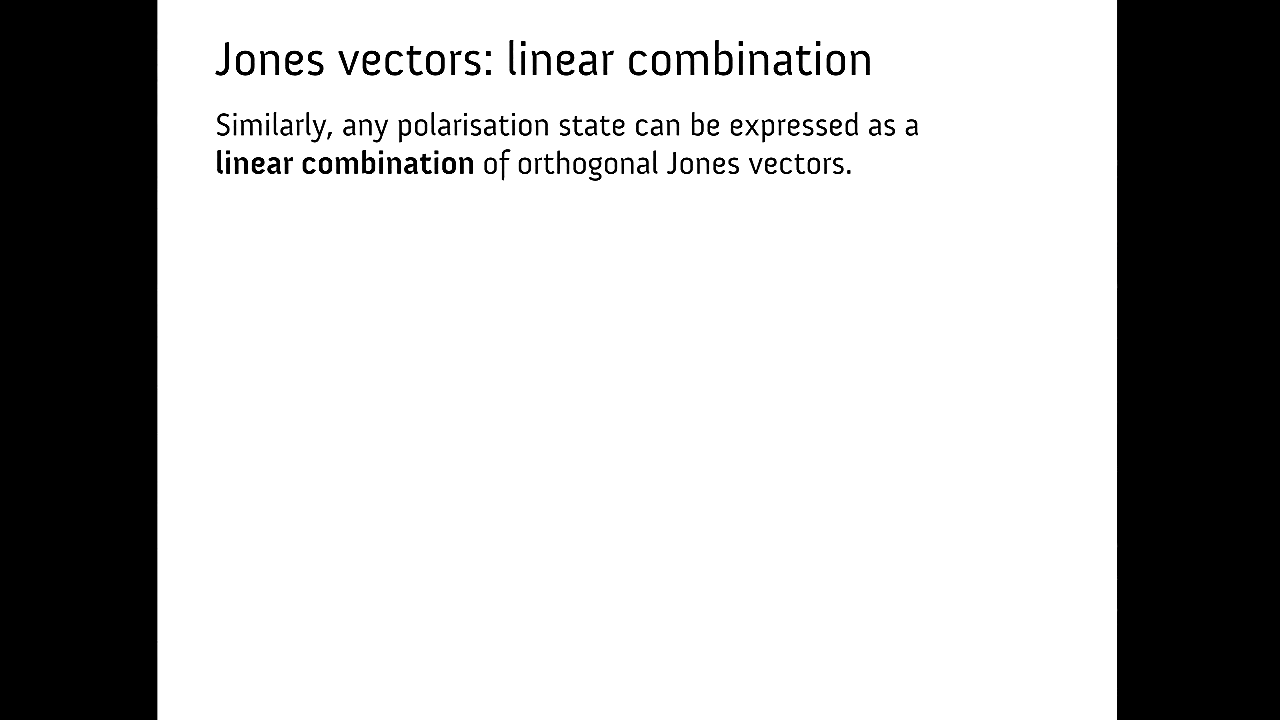 Jones vectors: linear combination
Similarly, any polarisation state can be expressed as a
linear combination of orthogonal Jones vectors.